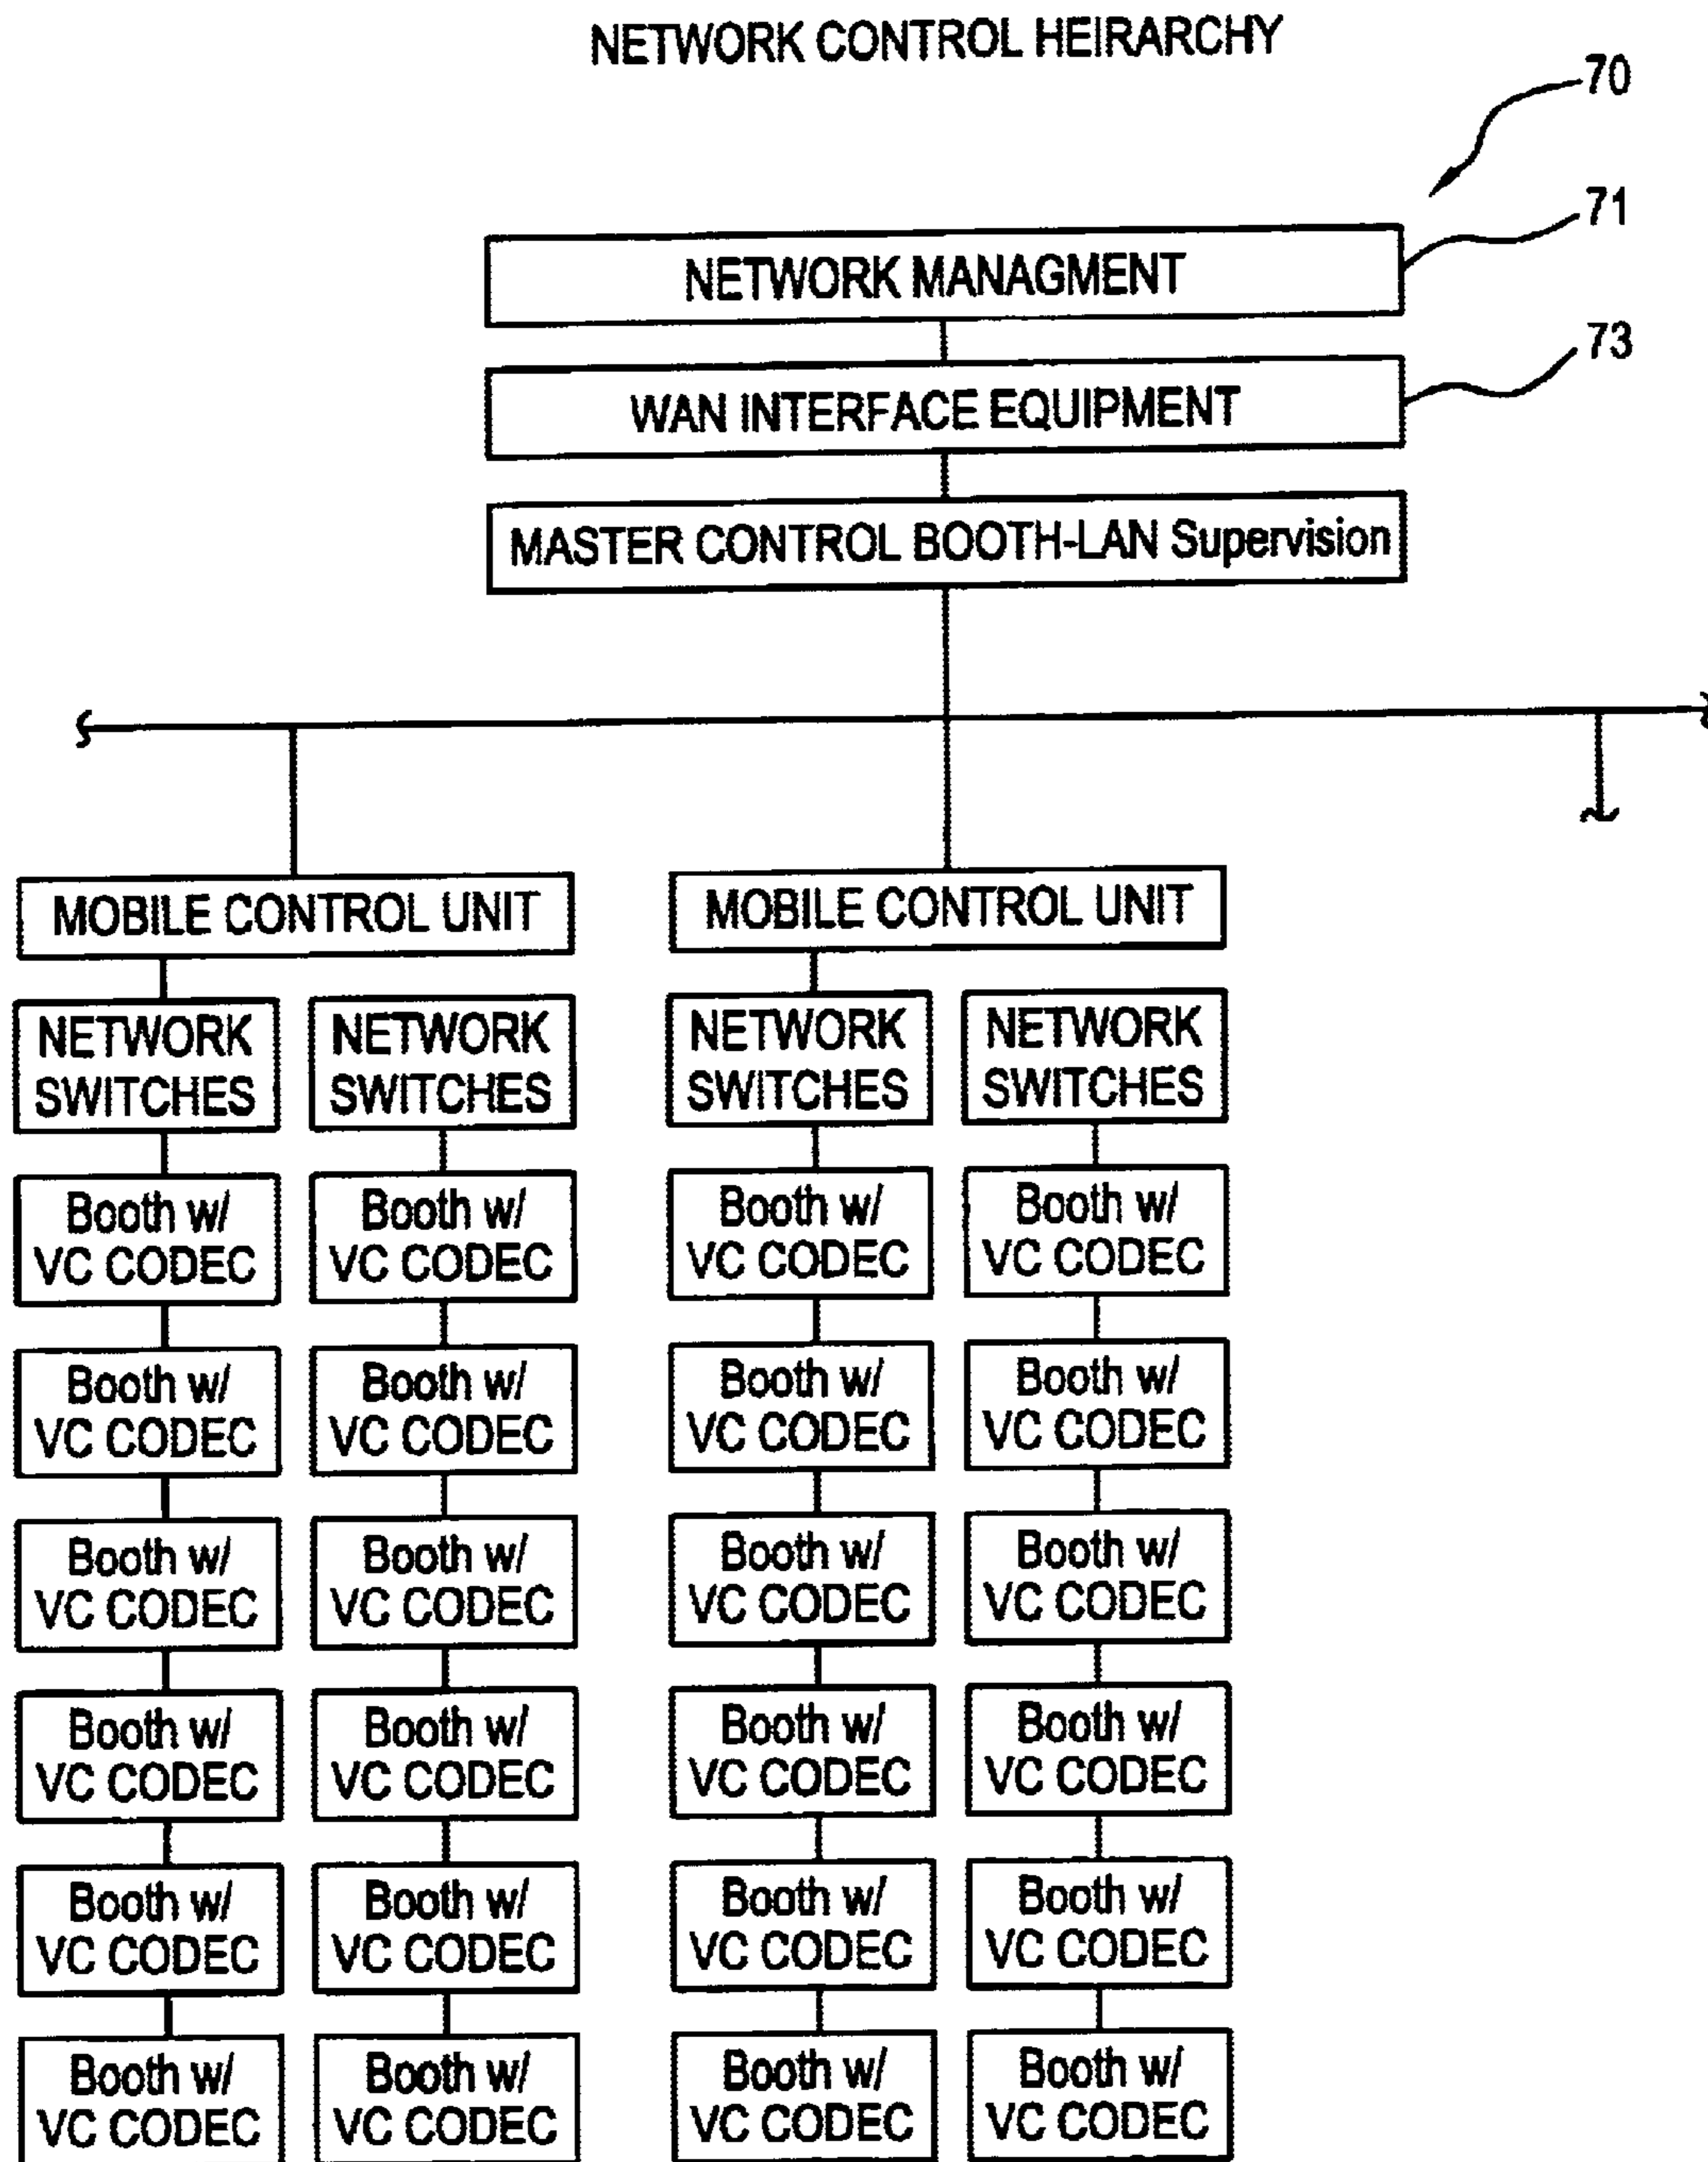 NETWORK CONTROL HEIRARCHY
70
71
NETWORK MANAGMENT
73
WAN INTERFACE EQUIPMENT
MASTER CONTROL BOOTH-LAN Supervision
MOBILE CONTROL UNIT
MOBILE CONTROL UNIT
NETWORK
SWITCHES
NETWORK
SWITCHES
NETWORK
SWITCHES
NETWORK
SWITCHES
Booth w/
VC CODEC
Booth w/
VC CODEC
Booth w/
VC CODEC
Booth w/
VC CODEC
Booth w/
VC CODEC
Booth w/
VC CODEC
Booth w/
VC CODEC
Booth w/
VC CODEC
Booth w/
VC CODEC
Booth w/
VC CODEC
Booth w/
VC CODEC
Booth w/
VC CODEC
Booth w/
VC CODEC
Booth w/
VC CODEC
Booth w/
VC CODEC
Booth w/
VC CODEC
Booth w/
VC CODEC
Booth w/
VC CODEC
Booth w/
VC CODEC
Booth w/
VC CODEC
Booth w/
VC CODEC
Booth w/
VC CODEC
Booth w/
VC CODEC
Booth w/
VC CODEC